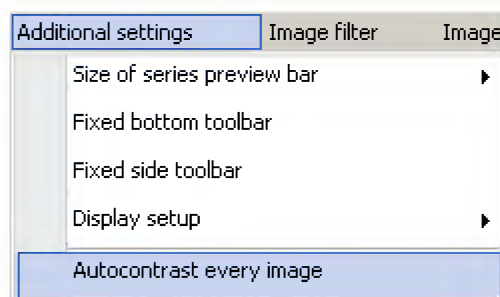 Additional settings Image filter Image
Size of series preview bar
Fixed bottom toolbar
Fixed side toolbar
Display setup
Autocontrast every image